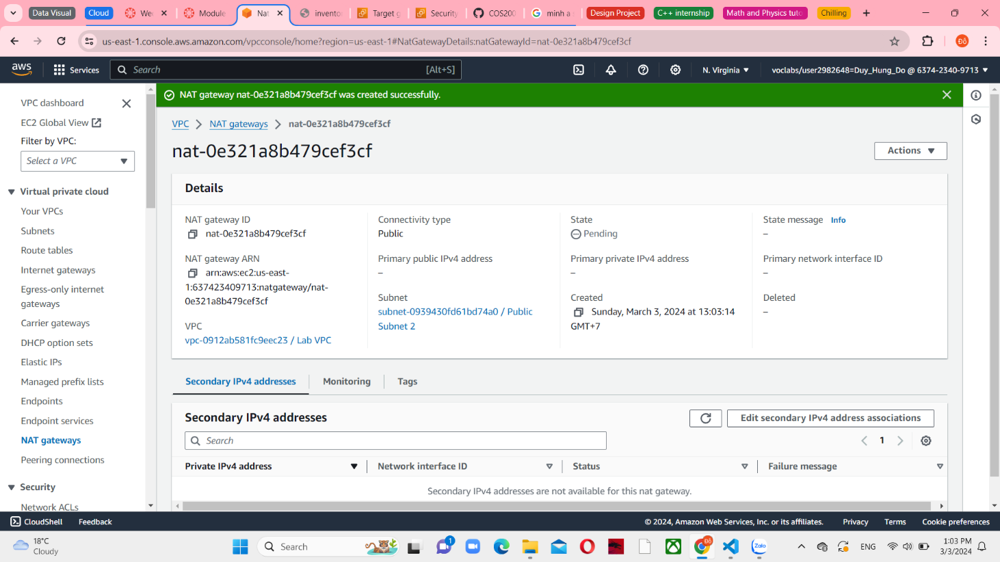 Data Visual
Cloud
Wee
Module
Nat
invento
Target g
Security
COS200
minh a
Design Project
C++ internship
Math and Physics tuto
Chilling
us-east-1.console.aws.amazon.com/vpcconsole/home?region=us-east-1#NatGatewayDetails:natGatewayId=nat-0e321a8b479cef3cf
Đỗ
aws
Services
Search
[Alt+S]
N. Virginia
voclabs/user2982648=Duy_Hung_Do @ 6374-2340-9713
VPC dashboard
EC2 Global View
Filter by VPC:
Select a VPC
Virtual private cloud
Your VPCs
Subnets
Route tables
Internet gateways
Egress-only internet
gateways
Carrier gateways
DHCP option sets
Elastic IPs
Managed prefix lists
Endpoints
Endpoint services
NAT gateways
Peering connections
Security
Network ACLs
NAT gateway nat-0e321a8b479cef3cf was created successfully.
VPC
NAT gateways
nat-0e321a8b479cef3cf
nat-0e321a8b479cef3cf
Actions
Details
NAT gateway ID
nat-0e321a8b479cef3cf
NAT gateway ARN
arn:aws:ec2:us-east-
1:637423409713:natgateway/nat-
0e321a8b479cef3cf
VPC
vpc-0912ab581fc9eec23 / Lab VPC
Connectivity type
Public
Primary public IPv4 address
–
Subnet
subnet-0939430fd61bd74a0 / Public
Subnet 2
State
Pending
Primary private IPv4 address
–
Created
Sunday, March 3, 2024 at 13:03:14
GMT+7
State message Info
–
Primary network interface ID
–
Deleted
–
Secondary IPv4 addresses
Monitoring
Tags
Secondary IPv4 addresses
Edit secondary IPv4 address associations
Search
1
Private IPv4 address
Network interface ID
Status
Failure message
Secondary IPv4 addresses are not available for this nat gateway.
CloudShell
Feedback
© 2024, Amazon Web Services, Inc. or its affiliates.
Privacy
Terms
Cookie preferences
18°C
Cloudy
Search
1
Đỗ
Zalo
ENG
1:03 PM
3/3/2024